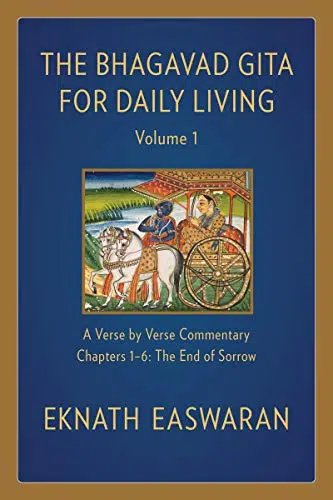 THE BHAGAVAD GITA
FOR DAILY LIVING
Volume 1
A Verse by Verse Commentary
Chapters 1–6: The End of Sorrow
EKNATH EASWARAN